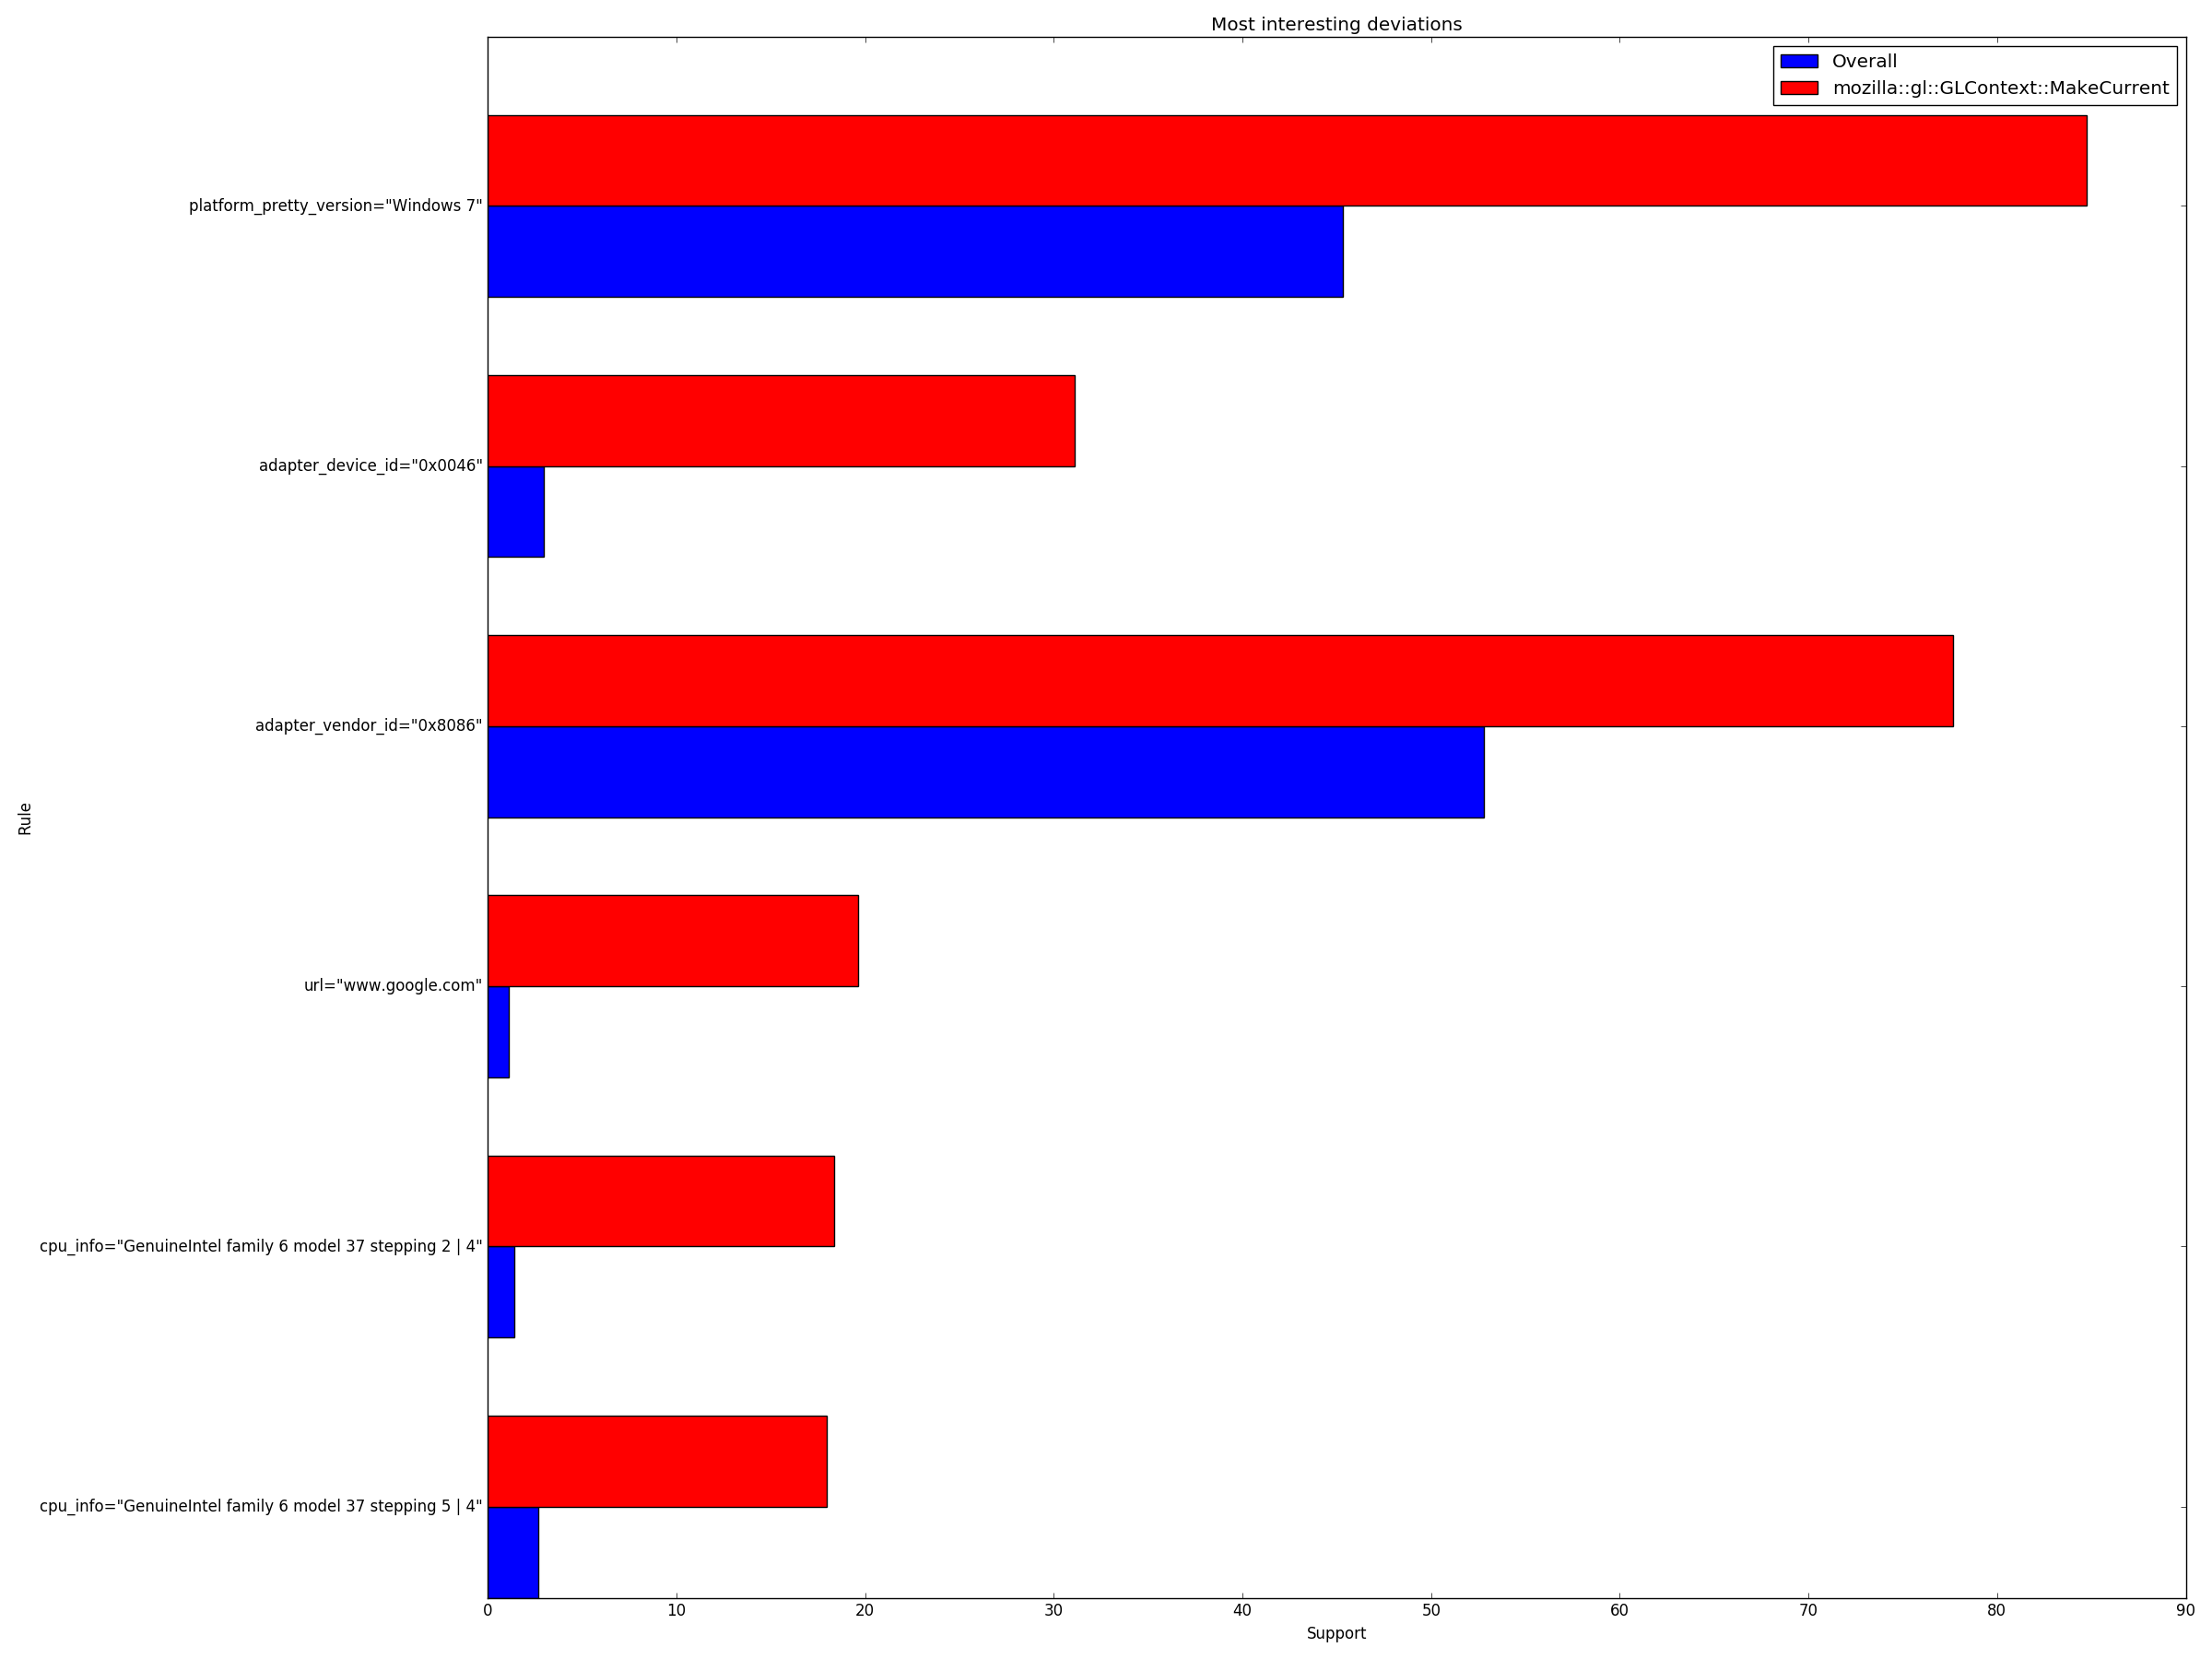 Most interesting deviations
Overall
mozilla::gl::GLContext::MakeCurrent
platform_pretty_version="Windows 7"
adapter_device_id="0x0046"
adapter_vendor_id="0x8086"
Rule
url="www.google.com"
cpu_info="GenuineIntel family 6 model 37 stepping 2 | 4"
cpu_info="GenuineIntel family 6 model 37 stepping 5 | 4"
0 10 20 30 40 50 60 70 80 90
Support